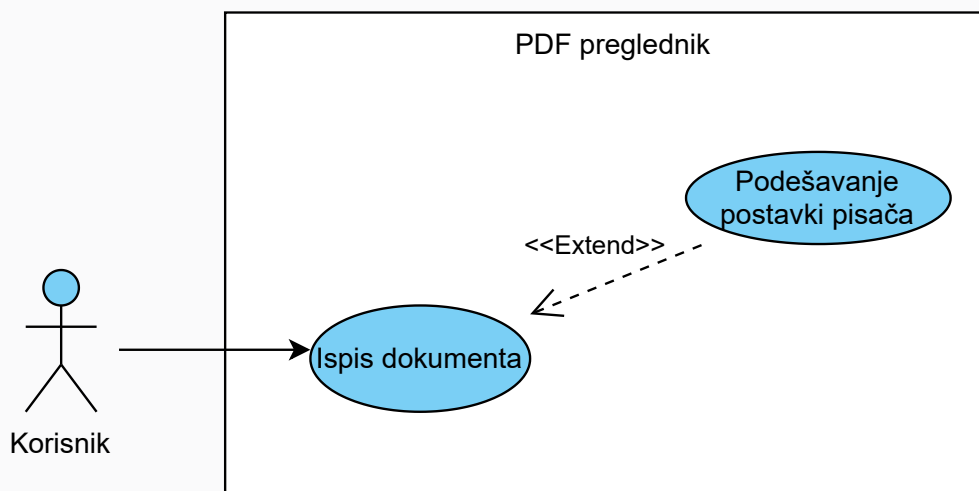 PDF preglednik
Podešavanje
postavki pisača
<<Extend>>
Ispis dokumenta
Korisnik